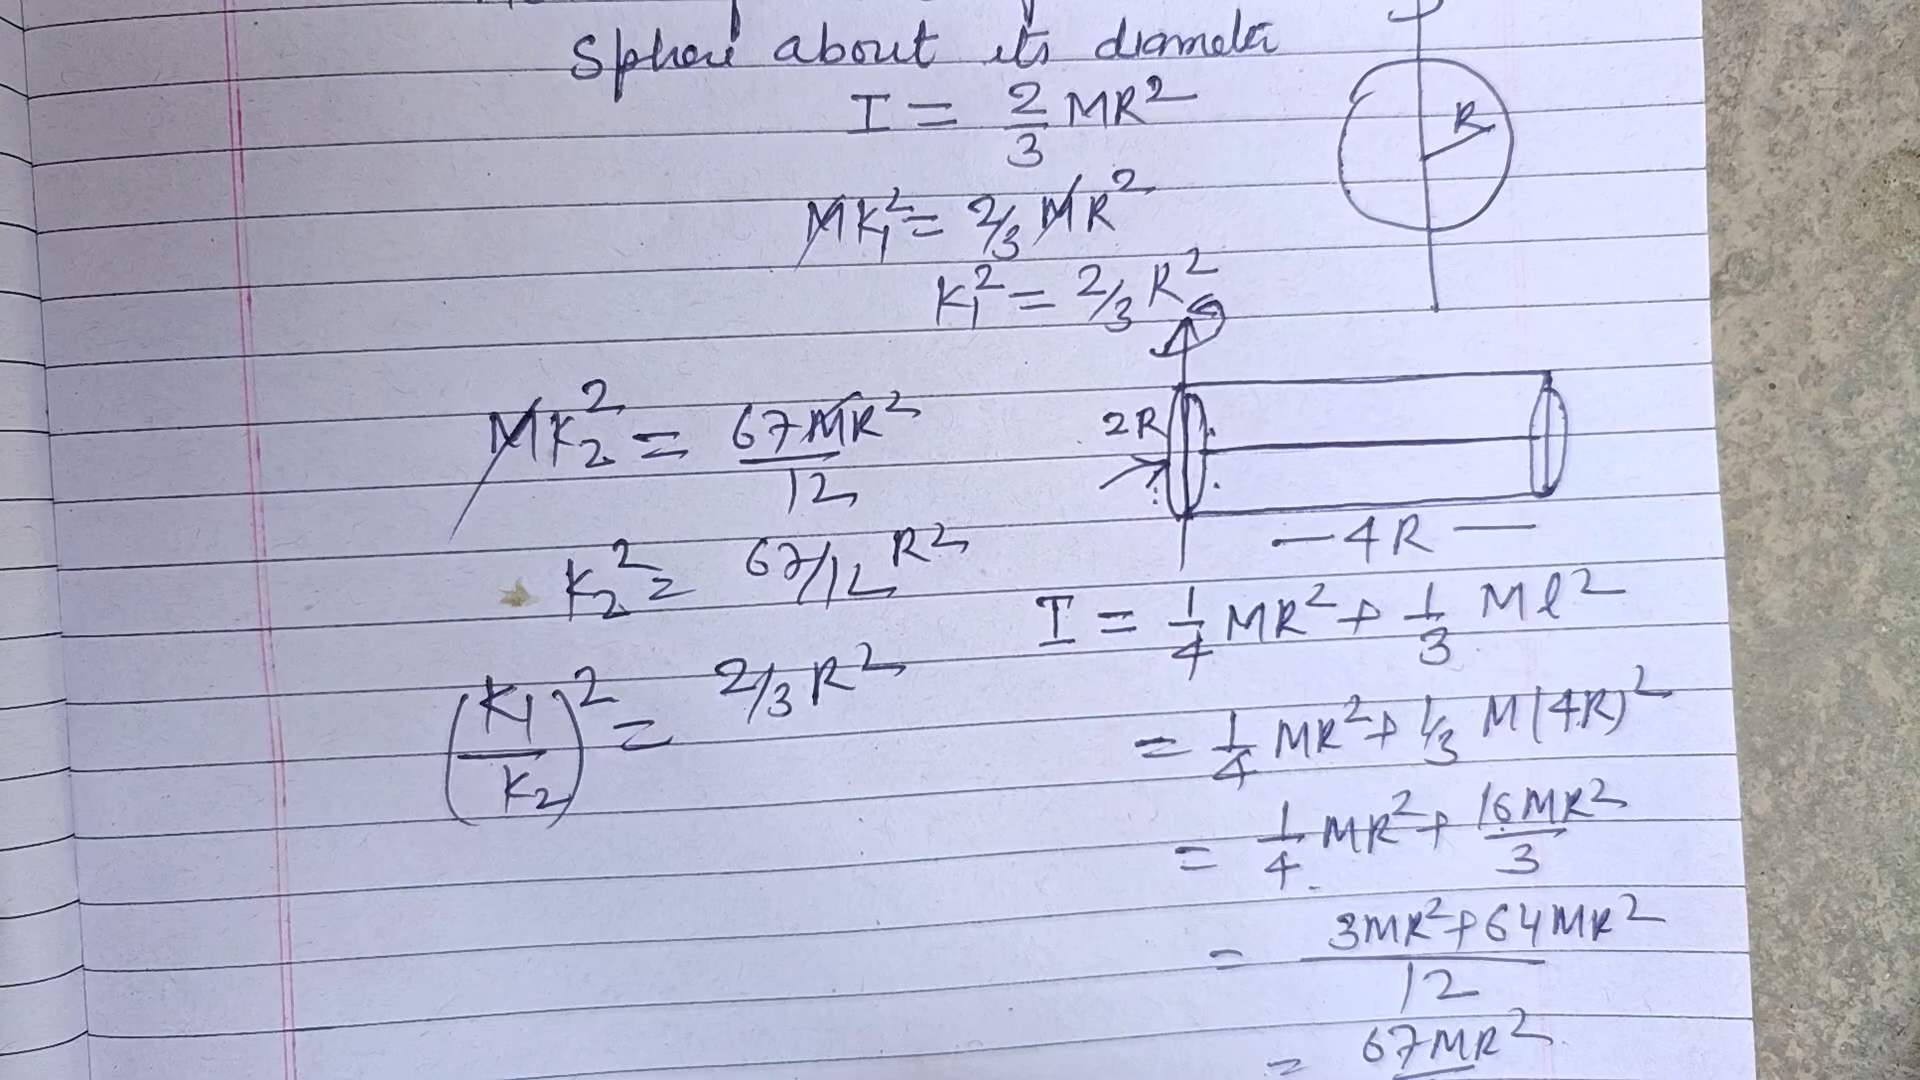 Sphere about its diameter
R
I = 2/3 MR²
MK₁² = 2/3 MR²
K₁² = 2/3 R²
MK₂² = 67MR²/12
2R
4R
K₂² = 67/12 R²
I = 1/4 MR² + 1/3 Ml²
(K₁/K₂)² = 2/3 R²
= 1/4 MR² + 1/3 M(4R)²
= 1/4 MR² + 16MR²/3
= 3MR² + 64MR²/12
= 67MR²